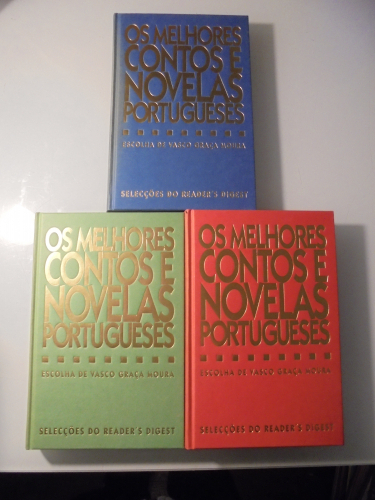 OS MELHORES
CONTOS E
NOVELAS
PORTUGUESES
ESCOLHA DE VASCO GRAÇA MOURA
SELECÇÕES DO READER'S DIGEST
OS MELHORES
CONTOS E
NOVELAS
PORTUGUESES
ESCOLHA DE VASCO GRAÇA MOURA
SELECÇÕES DO READER'S DIGEST
OS MELHORES
CONTOS E
NOVELAS
PORTUGUESES
ESCOLHA DE VASCO GRAÇA MOURA
SELECÇÕES DO READER'S DIGEST